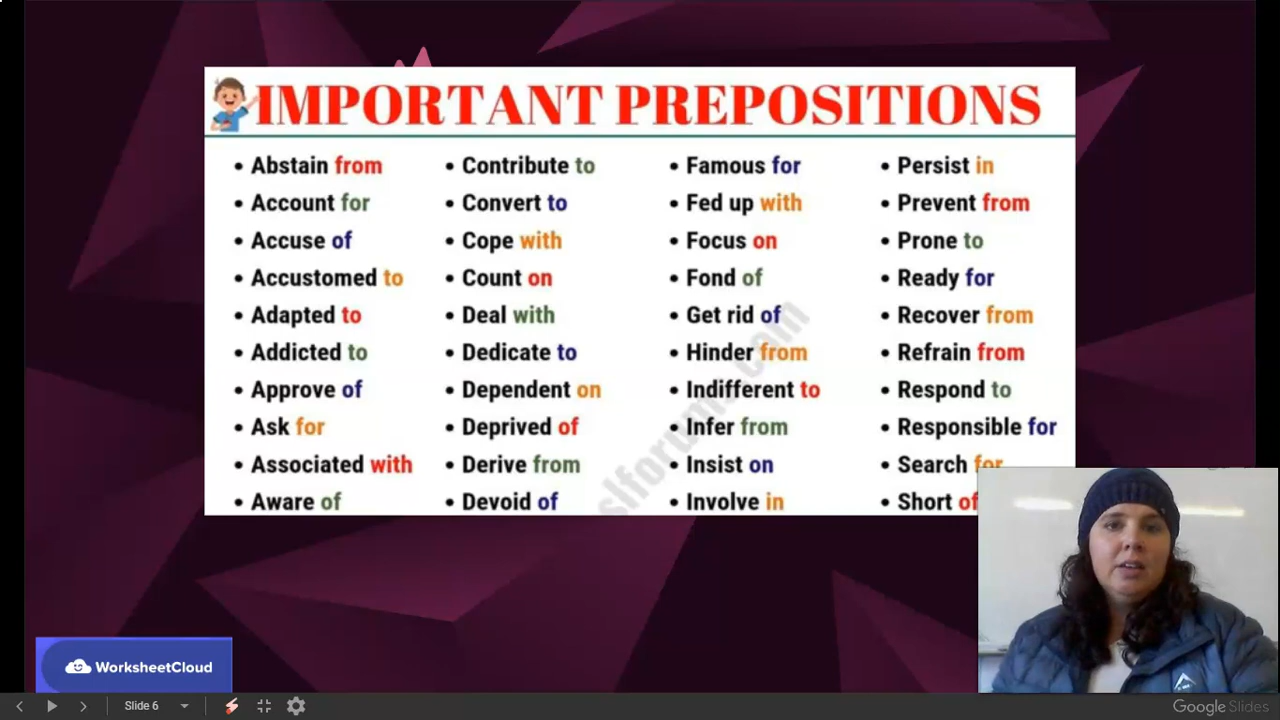 IMPORTANT PREPOSITIONS
• Abstain from
• Account for
• Accuse of
• Accustomed to
• Adapted to
• Addicted to
• Approve of
• Ask for
• Associated with
• Aware of
• Contribute to
• Convert to
• Cope with
• Count on
• Deal with
• Dedicate to
• Dependent on
• Deprived of
• Derive from
• Devoid of
• Famous for
• Fed up with
• Focus on
• Fond of
• Get rid of
• Hinder from
• Indifferent to
• Infer from
• Insist on
• Involve in
• Persist in
• Prevent from
• Prone to
• Ready for
• Recover from
• Refrain from
• Respond to
• Responsible for
• Search for
• Short of
slforums.com
WorksheetCloud
Slide 6
Google Slides